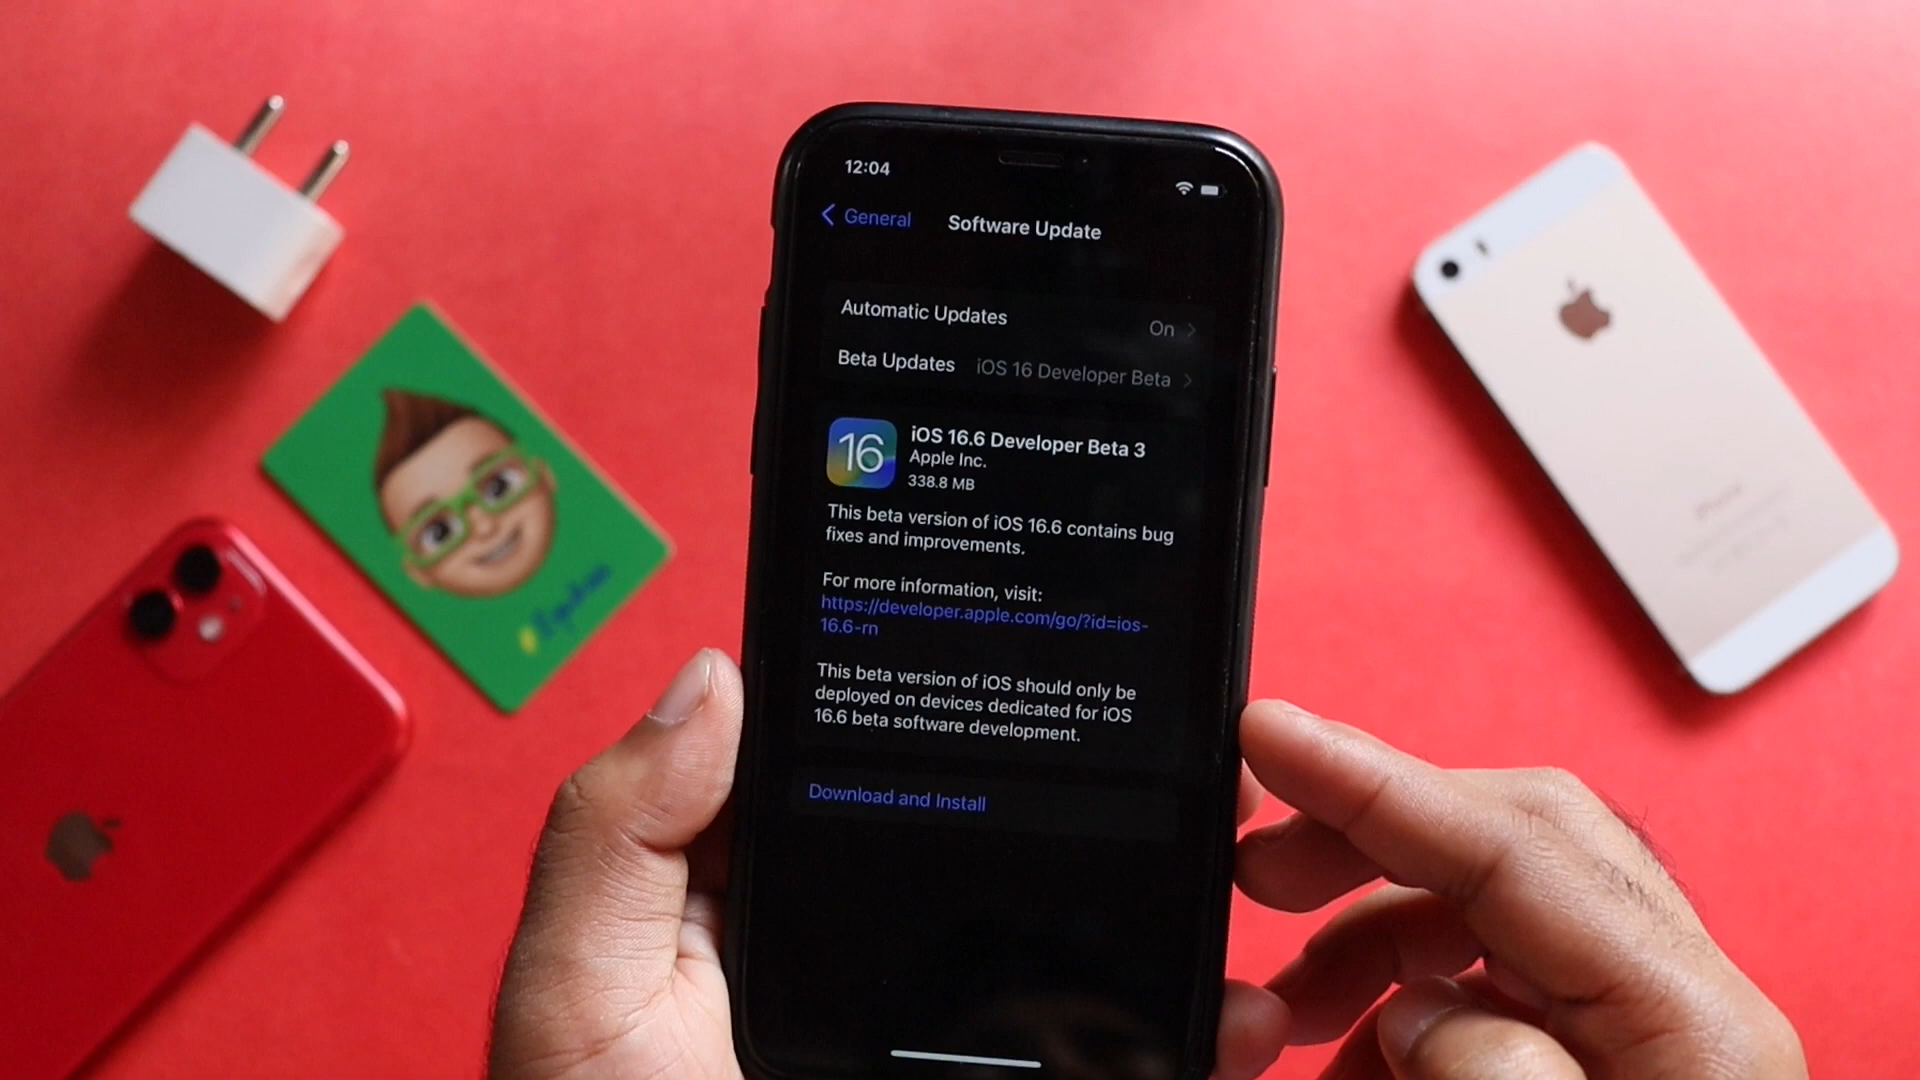 12:04
General
Software Update
Automatic Updates
On
Beta Updates
iOS 16 Developer Beta
16
iOS 16.6 Developer Beta 3
Apple Inc.
338.8 MB
This beta version of iOS 16.6 contains bug
fixes and improvements.
For more information, visit:
https://developer.apple.com/go/?id=ios-
16.6-rn
This beta version of iOS should only be
deployed on devices dedicated for iOS
16.6 beta software development.
Download and Install
iPhone